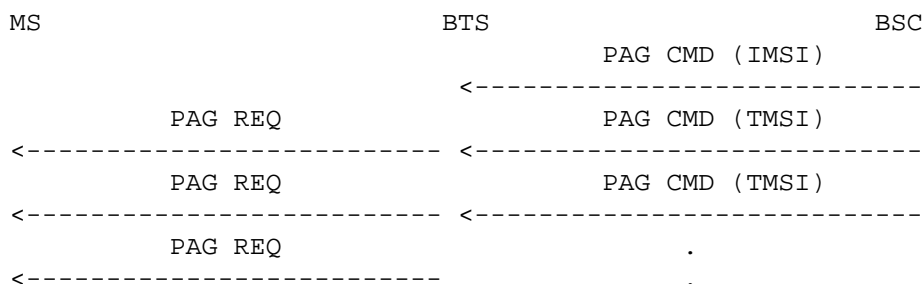 MS BTS BSC
PAG CMD (IMSI)
<----------------------------
PAG REQ PAG CMD (TMSI)
<-------------------------- <----------------------------
PAG REQ PAG CMD (TMSI)
<-------------------------- <----------------------------
PAG REQ .
<-------------------------- .